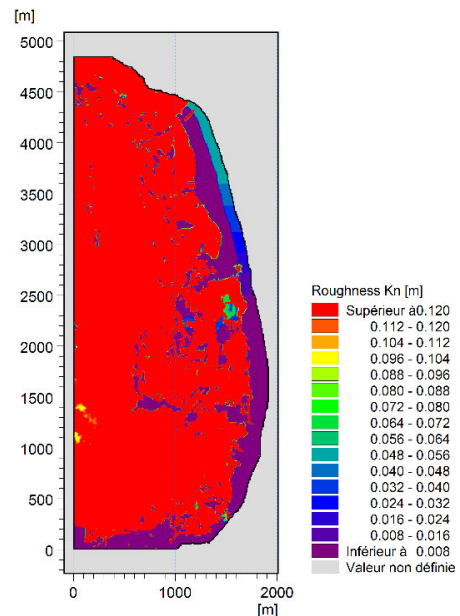 [m]
5000
4500
4000
3500
3000
2500
2000
1500
1000
500
0
0 1000 2000
[m]
Roughness Kn [m]
Supérieur à0.120
0.112 - 0.120
0.104 - 0.112
0.096 - 0.104
0.088 - 0.096
0.080 - 0.088
0.072 - 0.080
0.064 - 0.072
0.056 - 0.064
0.048 - 0.056
0.040 - 0.048
0.032 - 0.040
0.024 - 0.032
0.016 - 0.024
0.008 - 0.016
Inférieur à 0.008
Valeur non définie